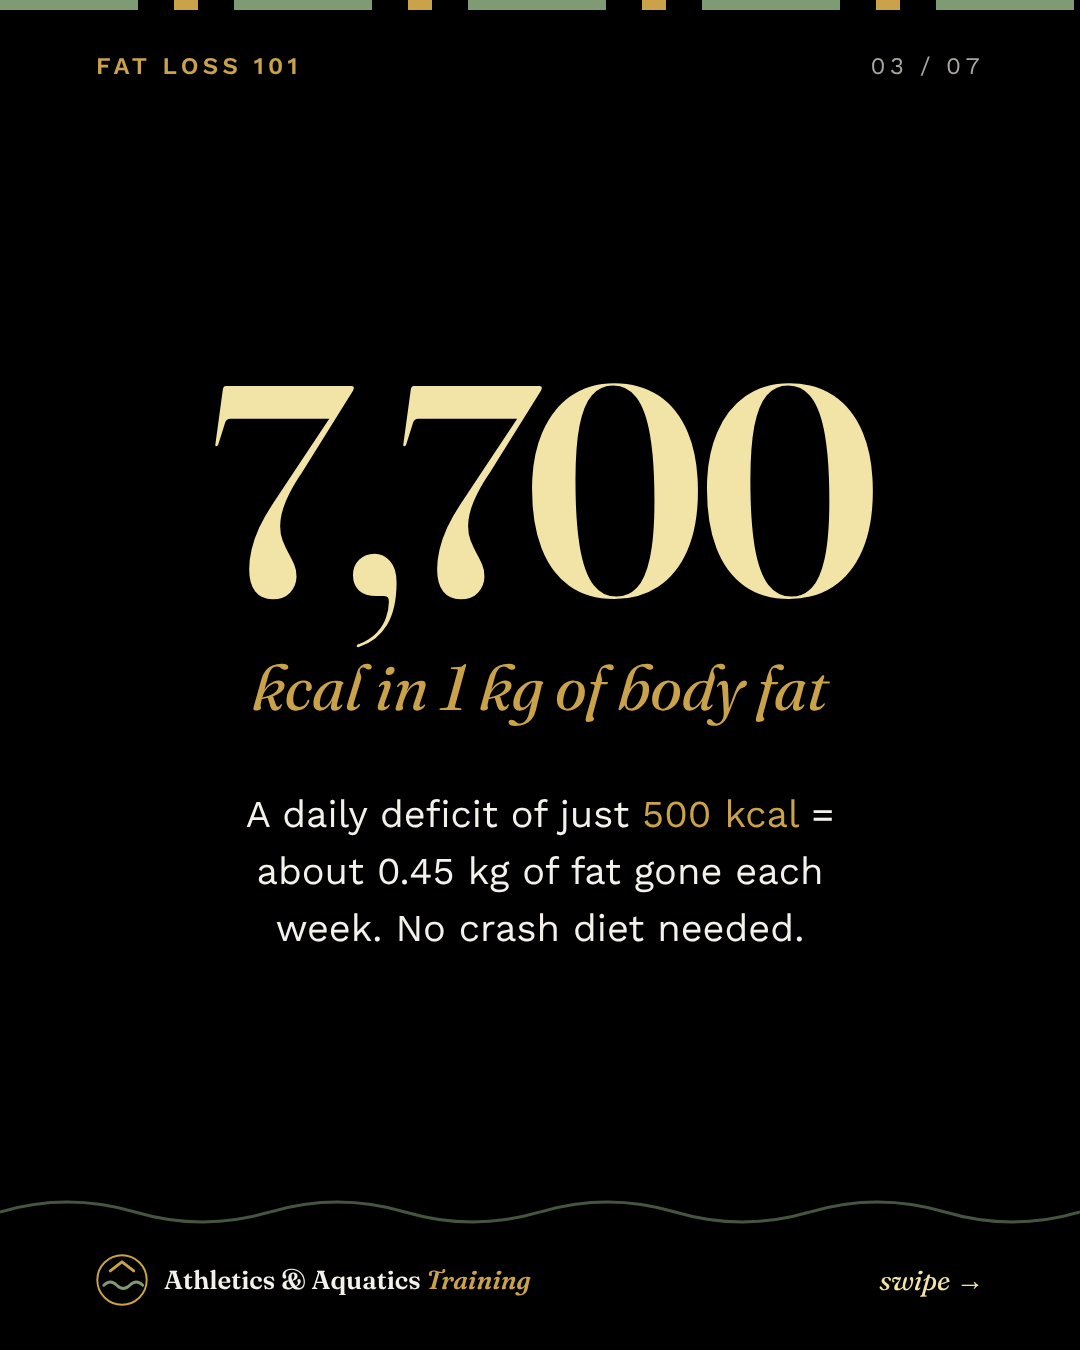 FAT LOSS 101
03 / 07
7,700
kcal in 1 kg of body fat
A daily deficit of just 500 kcal =
about 0.45 kg of fat gone each
week. No crash diet needed.
Athletics & Aquatics Training
swipe →